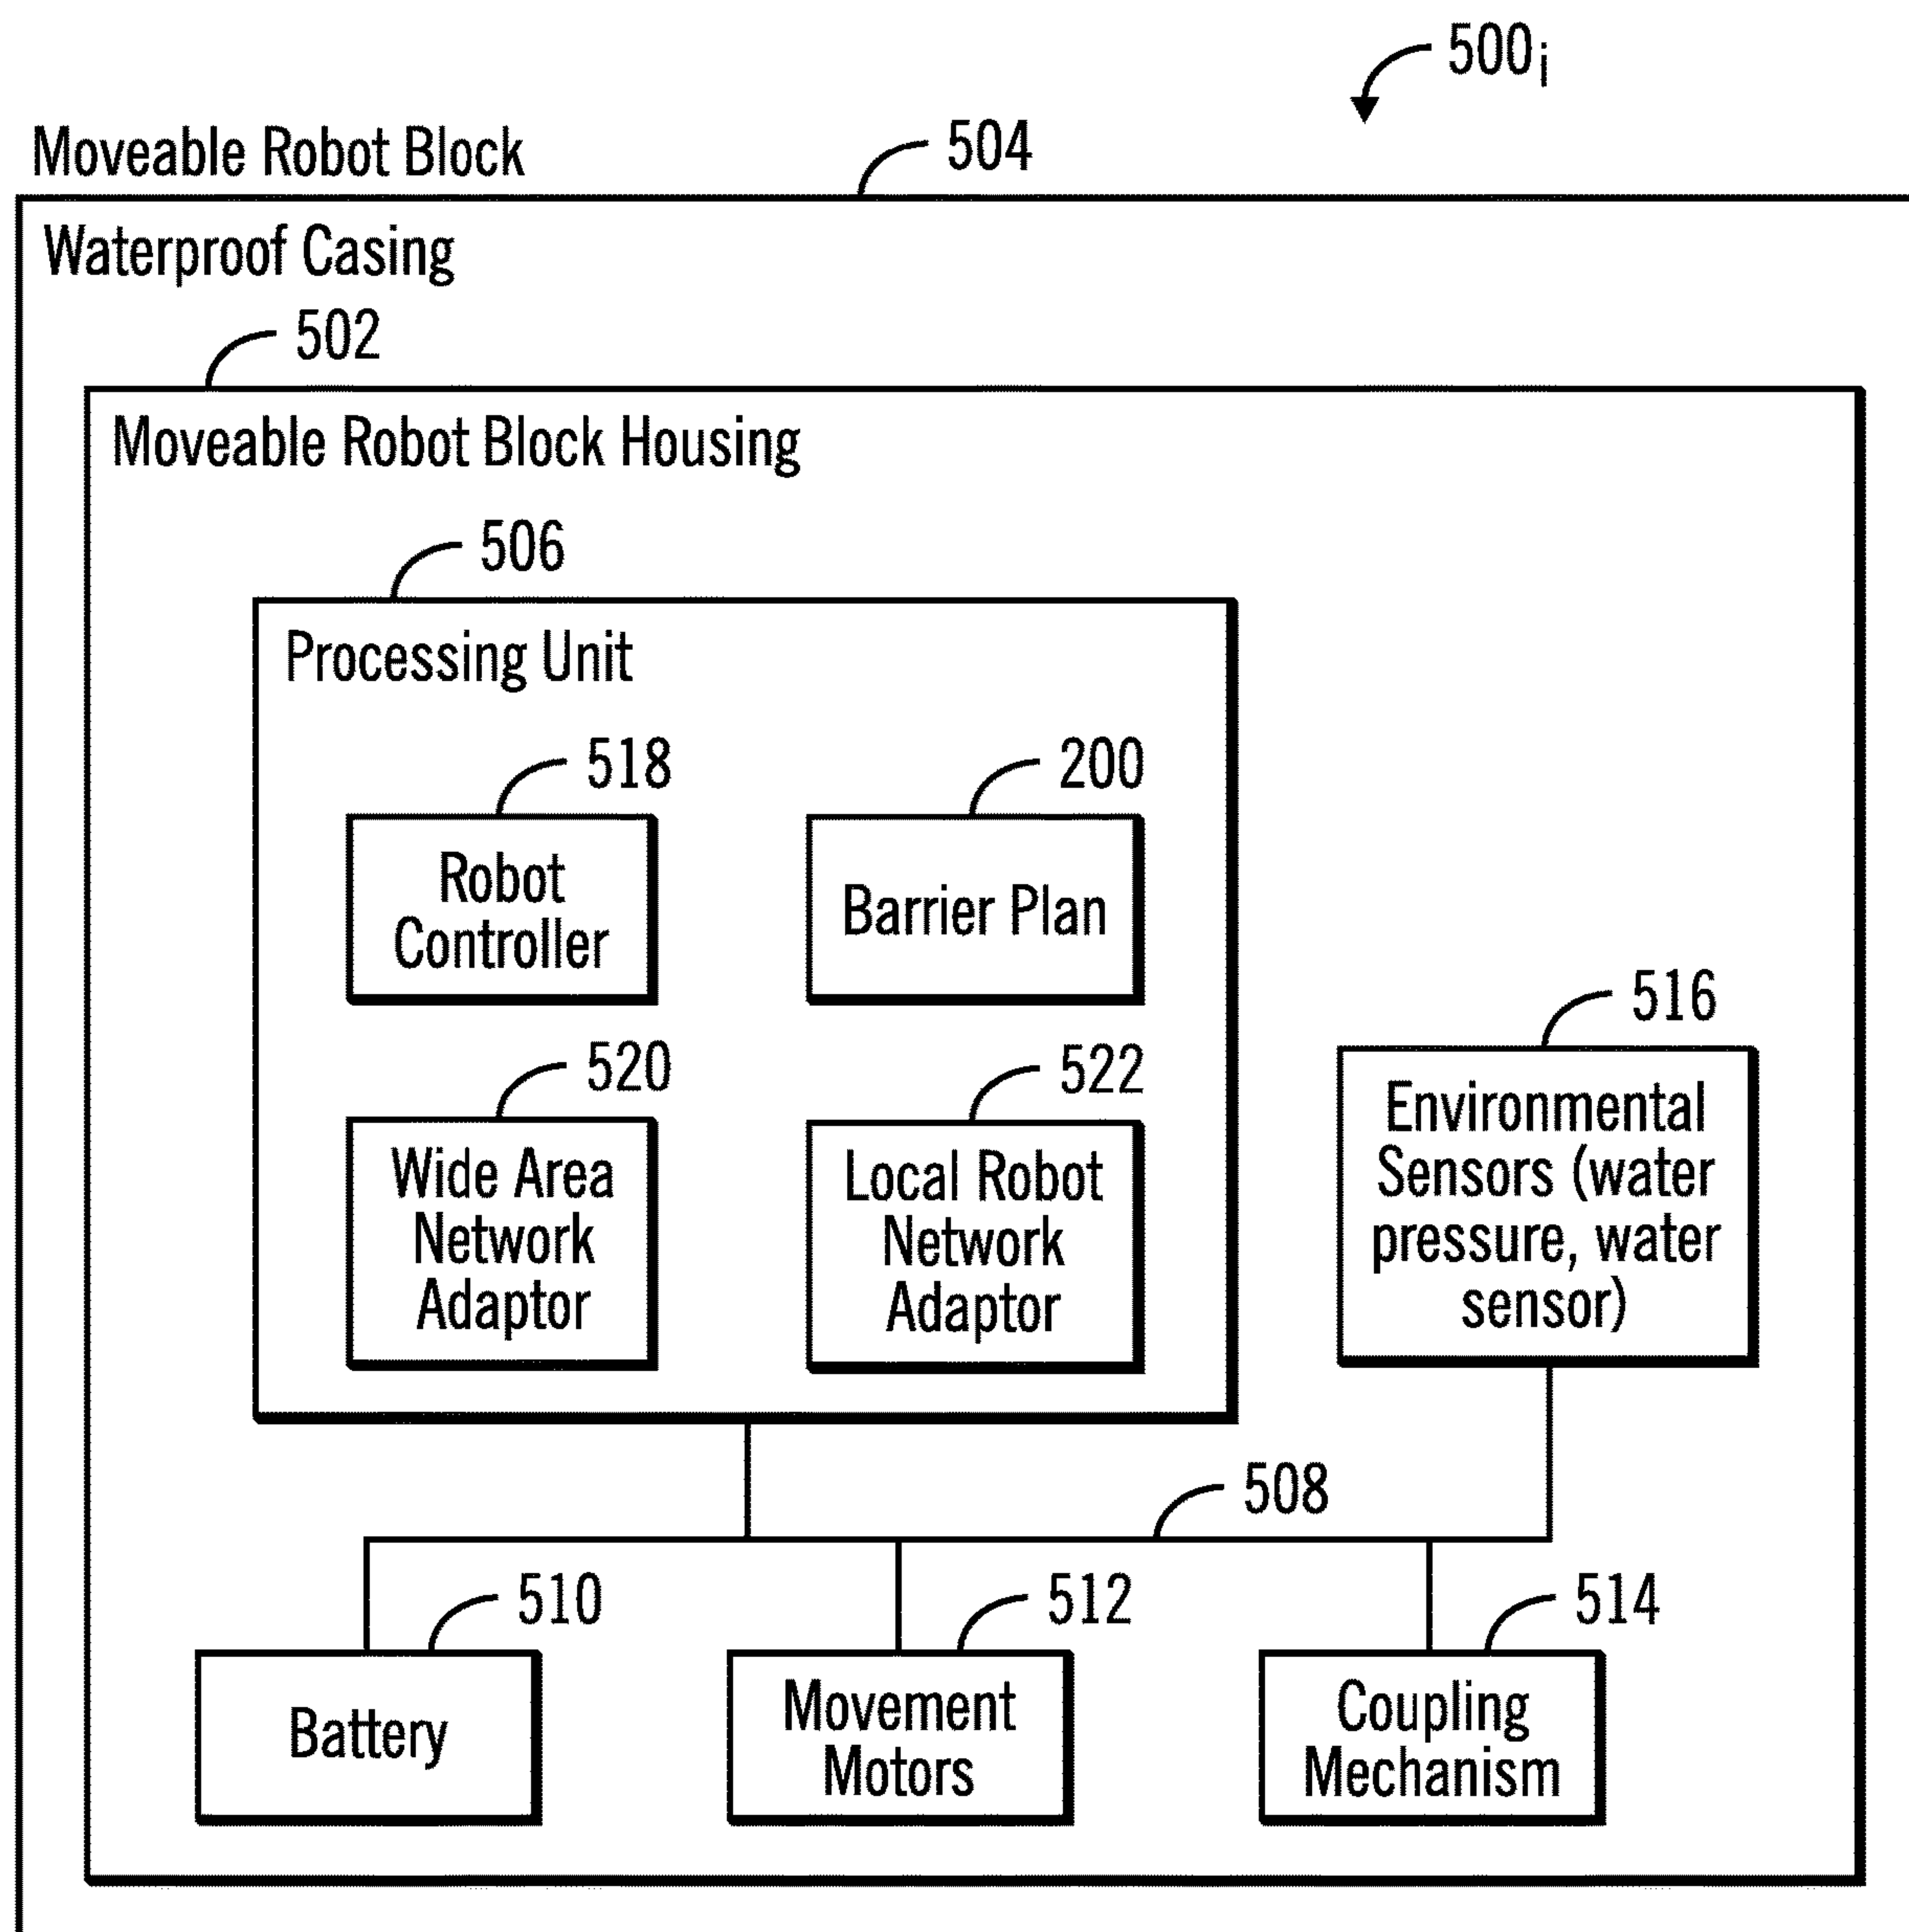 500i
Moveable Robot Block
504
Waterproof Casing
502
Moveable Robot Block Housing
506
Processing Unit
518
200
Robot
Controller
Barrier Plan
516
520
522
Wide Area
Network
Adaptor
Local Robot
Network
Adaptor
Environmental
Sensors (water
pressure, water
sensor)
508
510
512
514
Battery
Movement
Motors
Coupling
Mechanism